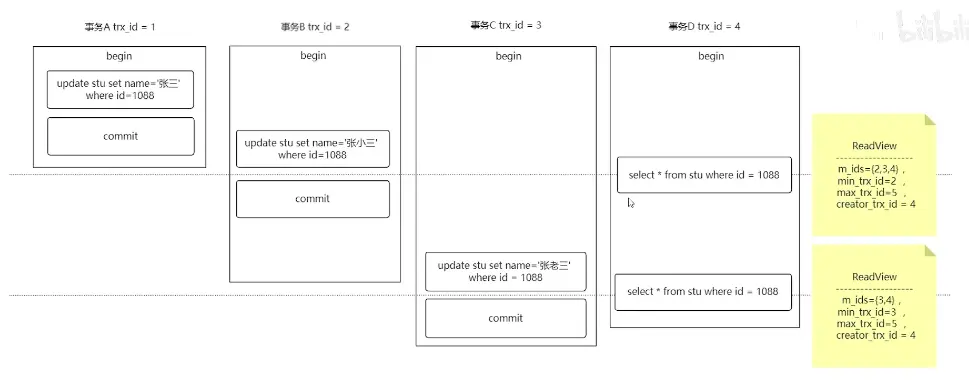 事务A trx_id = 1
begin
update stu set name='张三'
where id=1088
commit
事务B trx_id = 2
begin
update stu set name='张小三'
where id=1088
commit
事务C trx_id = 3
begin
update stu set name='张老三'
where id = 1088
commit
事务D trx_id = 4
begin
select * from stu where id = 1088
select * from stu where id = 1088
ReadView
-------------------
m_ids={2,3,4} ,
min_trx_id=2 ,
max_trx_id=5 ,
creator_trx_id = 4
ReadView
-------------------
m_ids={3,4} ,
min_trx_id=3 ,
max_trx_id=5 ,
creator_trx_id = 4
bilibili